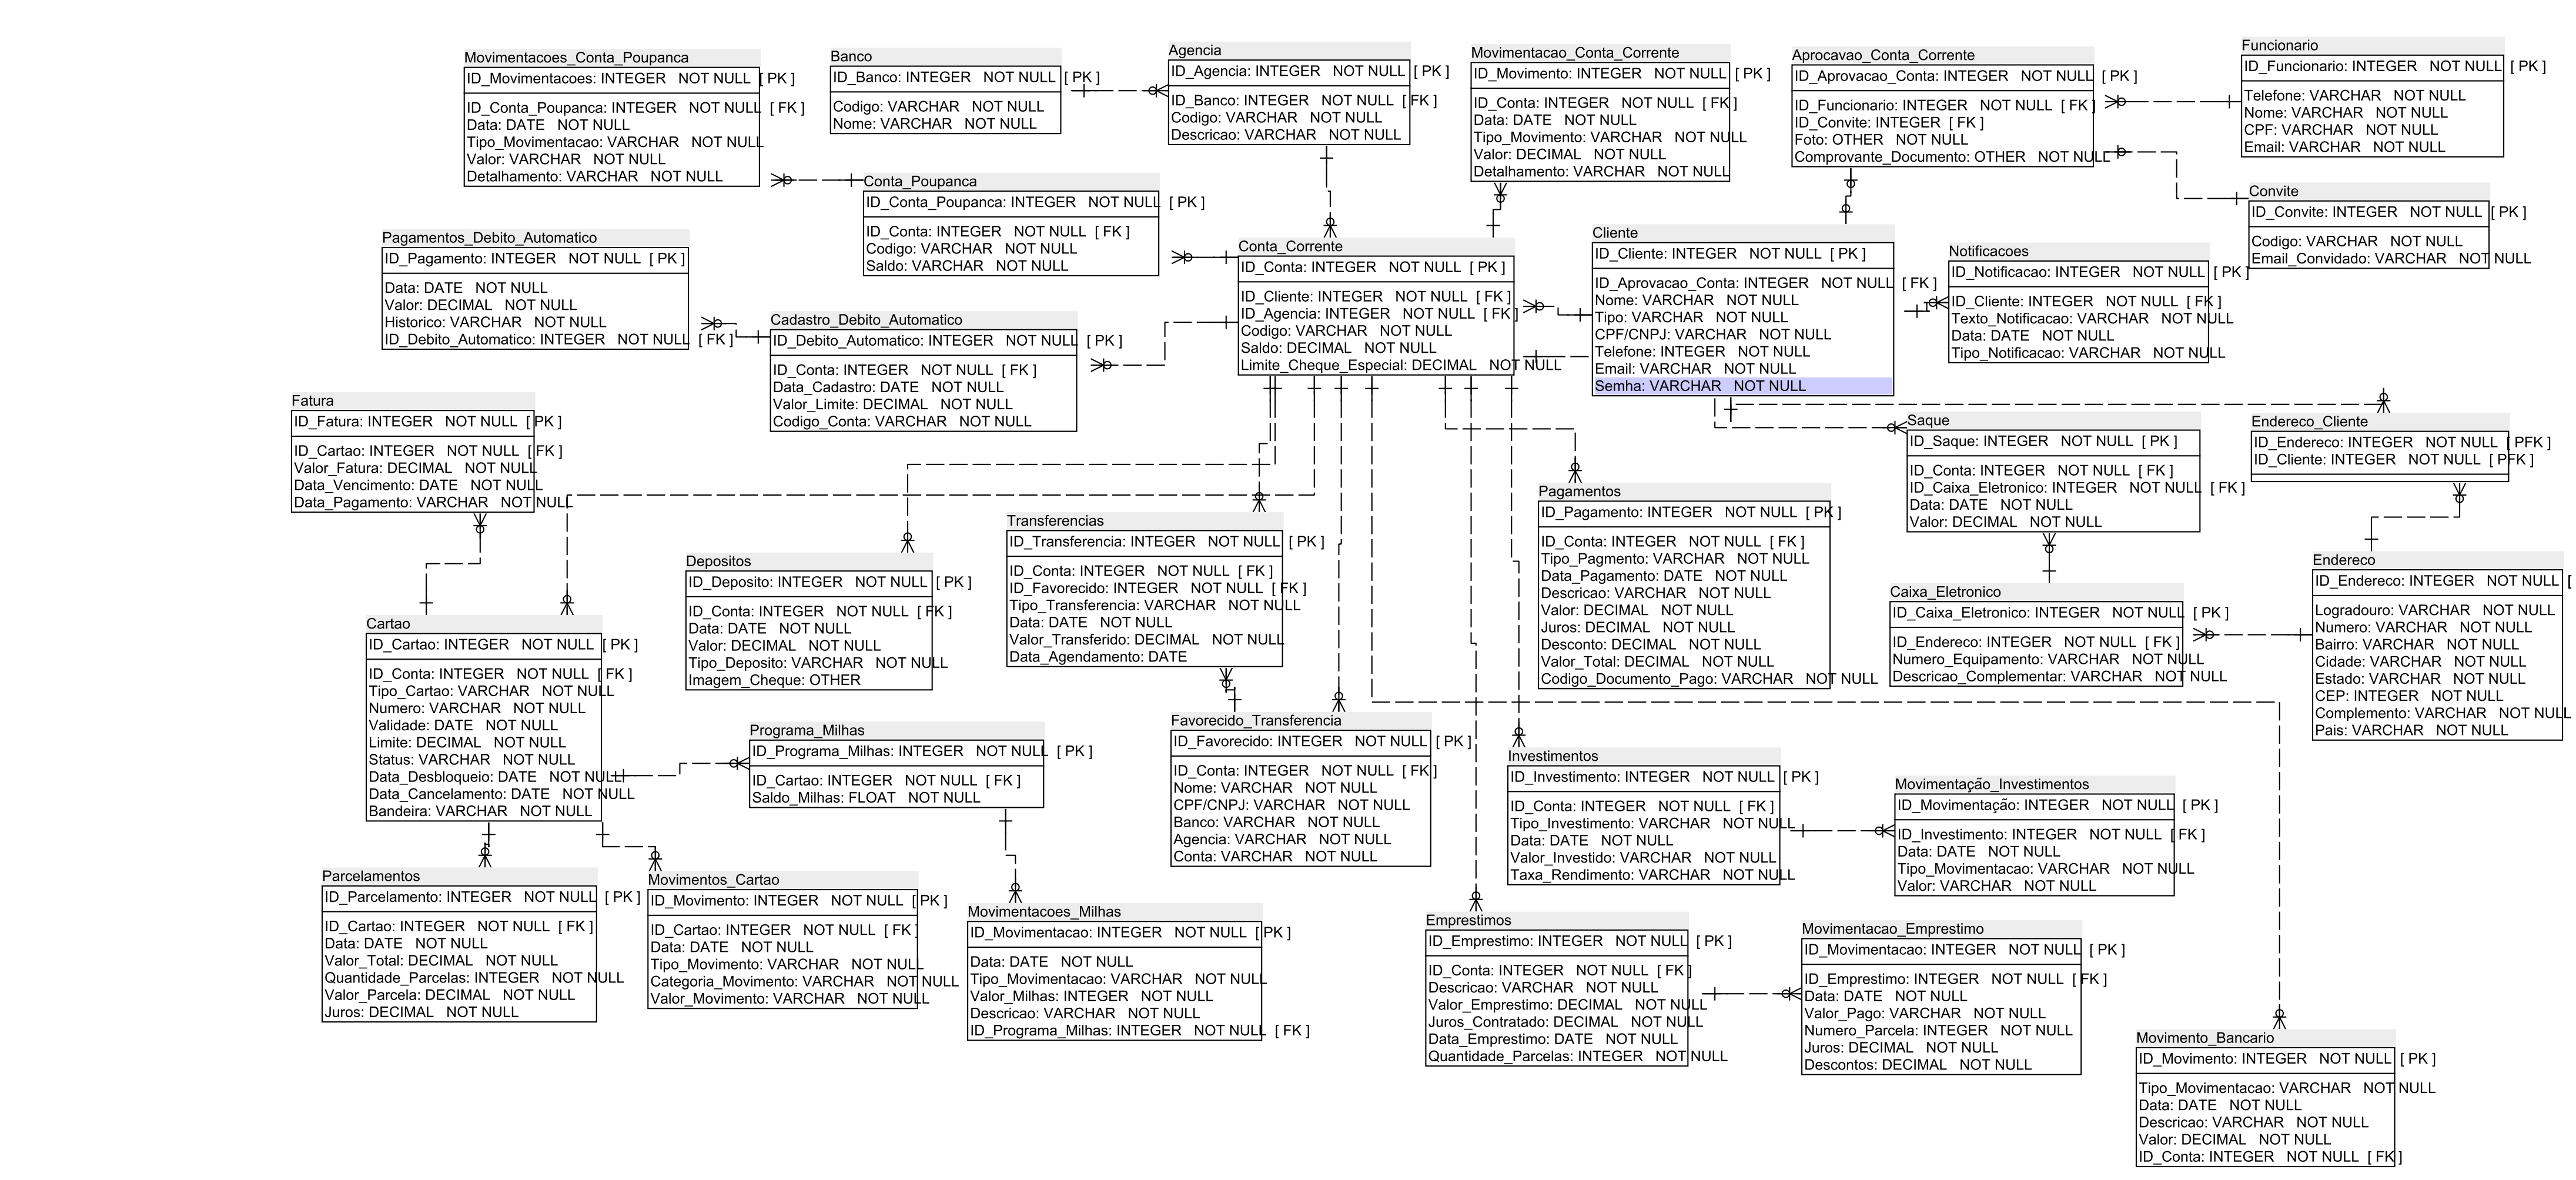 Movimentacoes_Conta_Poupanca
ID_Movimentacoes: INTEGER NOT NULL [ PK ]
ID_Conta_Poupanca: INTEGER NOT NULL [ FK ]
Data: DATE NOT NULL
Tipo_Movimentacao: VARCHAR NOT NULL
Valor: VARCHAR NOT NULL
Detalhamento: VARCHAR NOT NULL
Banco
ID_Banco: INTEGER NOT NULL [ PK ]
Codigo: VARCHAR NOT NULL
Nome: VARCHAR NOT NULL
Agencia
ID_Agencia: INTEGER NOT NULL [ PK ]
ID_Banco: INTEGER NOT NULL [ FK ]
Codigo: VARCHAR NOT NULL
Descricao: VARCHAR NOT NULL
Movimentacao_Conta_Corrente
ID_Movimento: INTEGER NOT NULL [ PK ]
ID_Conta: INTEGER NOT NULL [ FK ]
Data: DATE NOT NULL
Tipo_Movimento: VARCHAR NOT NULL
Valor: DECIMAL NOT NULL
Detalhamento: VARCHAR NOT NULL
Aprocavao_Conta_Corrente
ID_Aprovacao_Conta: INTEGER NOT NULL [ PK ]
ID_Funcionario: INTEGER NOT NULL [ FK ]
ID_Convite: INTEGER [ FK ]
Foto: OTHER NOT NULL
Comprovante_Documento: OTHER NOT NULL
Funcionario
ID_Funcionario: INTEGER NOT NULL [ PK ]
Telefone: VARCHAR NOT NULL
Nome: VARCHAR NOT NULL
CPF: VARCHAR NOT NULL
Email: VARCHAR NOT NULL
Conta_Poupanca
ID_Conta_Poupanca: INTEGER NOT NULL [ PK ]
ID_Conta: INTEGER NOT NULL [ FK ]
Codigo: VARCHAR NOT NULL
Saldo: VARCHAR NOT NULL
Convite
ID_Convite: INTEGER NOT NULL [ PK ]
Codigo: VARCHAR NOT NULL
Email_Convidado: VARCHAR NOT NULL
Pagamentos_Debito_Automatico
ID_Pagamento: INTEGER NOT NULL [ PK ]
Data: DATE NOT NULL
Valor: DECIMAL NOT NULL
Historico: VARCHAR NOT NULL
ID_Debito_Automatico: INTEGER NOT NULL [ FK ]
Conta_Corrente
ID_Conta: INTEGER NOT NULL [ PK ]
ID_Cliente: INTEGER NOT NULL [ FK ]
ID_Agencia: INTEGER NOT NULL [ FK ]
Codigo: VARCHAR NOT NULL
Saldo: DECIMAL NOT NULL
Limite_Cheque_Especial: DECIMAL NOT NULL
Cliente
ID_Cliente: INTEGER NOT NULL [ PK ]
ID_Aprovacao_Conta: INTEGER NOT NULL [ FK ]
Nome: VARCHAR NOT NULL
Tipo: VARCHAR NOT NULL
CPF/CNPJ: VARCHAR NOT NULL
Telefone: INTEGER NOT NULL
Email: VARCHAR NOT NULL
Semha: VARCHAR NOT NULL
Notificacoes
ID_Notificacao: INTEGER NOT NULL [ PK ]
ID_Cliente: INTEGER NOT NULL [ FK ]
Texto_Notificacao: VARCHAR NOT NULL
Data: DATE NOT NULL
Tipo_Notificacao: VARCHAR NOT NULL
Cadastro_Debito_Automatico
ID_Debito_Automatico: INTEGER NOT NULL [ PK ]
ID_Conta: INTEGER NOT NULL [ FK ]
Data_Cadastro: DATE NOT NULL
Valor_Limite: DECIMAL NOT NULL
Codigo_Conta: VARCHAR NOT NULL
Fatura
ID_Fatura: INTEGER NOT NULL [ PK ]
ID_Cartao: INTEGER NOT NULL [ FK ]
Valor_Fatura: DECIMAL NOT NULL
Data_Vencimento: DATE NOT NULL
Data_Pagamento: VARCHAR NOT NULL
Saque
ID_Saque: INTEGER NOT NULL [ PK ]
ID_Conta: INTEGER NOT NULL [ FK ]
ID_Caixa_Eletronico: INTEGER NOT NULL [ FK ]
Data: DATE NOT NULL
Valor: DECIMAL NOT NULL
Endereco_Cliente
ID_Endereco: INTEGER NOT NULL [ PFK ]
ID_Cliente: INTEGER NOT NULL [ PFK ]
Pagamentos
ID_Pagamento: INTEGER NOT NULL [ PK ]
ID_Conta: INTEGER NOT NULL [ FK ]
Tipo_Pagmento: VARCHAR NOT NULL
Data_Pagamento: DATE NOT NULL
Descricao: VARCHAR NOT NULL
Valor: DECIMAL NOT NULL
Juros: DECIMAL NOT NULL
Desconto: DECIMAL NOT NULL
Valor_Total: DECIMAL NOT NULL
Codigo_Documento_Pago: VARCHAR NOT NULL
Transferencias
ID_Transferencia: INTEGER NOT NULL [ PK ]
ID_Conta: INTEGER NOT NULL [ FK ]
ID_Favorecido: INTEGER NOT NULL [ FK ]
Tipo_Transferencia: VARCHAR NOT NULL
Data: DATE NOT NULL
Valor_Transferido: DECIMAL NOT NULL
Data_Agendamento: DATE
Depositos
ID_Deposito: INTEGER NOT NULL [ PK ]
ID_Conta: INTEGER NOT NULL [ FK ]
Data: DATE NOT NULL
Valor: DECIMAL NOT NULL
Tipo_Deposito: VARCHAR NOT NULL
Imagem_Cheque: OTHER
Endereco
ID_Endereco: INTEGER NOT NULL [
Logradouro: VARCHAR NOT NULL
Numero: VARCHAR NOT NULL
Bairro: VARCHAR NOT NULL
Cidade: VARCHAR NOT NULL
Estado: VARCHAR NOT NULL
CEP: INTEGER NOT NULL
Complemento: VARCHAR NOT NULL
Pais: VARCHAR NOT NULL
Caixa_Eletronico
ID_Caixa_Eletronico: INTEGER NOT NULL [ PK ]
ID_Endereco: INTEGER NOT NULL [ FK ]
Numero_Equipamento: VARCHAR NOT NULL
Descricao_Complementar: VARCHAR NOT NULL
Cartao
ID_Cartao: INTEGER NOT NULL [ PK ]
ID_Conta: INTEGER NOT NULL [ FK ]
Tipo_Cartao: VARCHAR NOT NULL
Numero: VARCHAR NOT NULL
Validade: DATE NOT NULL
Limite: DECIMAL NOT NULL
Status: VARCHAR NOT NULL
Data_Desbloqueio: DATE NOT NULL
Data_Cancelamento: DATE NOT NULL
Bandeira: VARCHAR NOT NULL
Programa_Milhas
ID_Programa_Milhas: INTEGER NOT NULL [ PK ]
ID_Cartao: INTEGER NOT NULL [ FK ]
Saldo_Milhas: FLOAT NOT NULL
Favorecido_Transferencia
ID_Favorecido: INTEGER NOT NULL [ PK ]
ID_Conta: INTEGER NOT NULL [ FK ]
Nome: VARCHAR NOT NULL
CPF/CNPJ: VARCHAR NOT NULL
Banco: VARCHAR NOT NULL
Agencia: VARCHAR NOT NULL
Conta: VARCHAR NOT NULL
Investimentos
ID_Investimento: INTEGER NOT NULL [ PK ]
ID_Conta: INTEGER NOT NULL [ FK ]
Tipo_Investimento: VARCHAR NOT NULL
Data: DATE NOT NULL
Valor_Investido: VARCHAR NOT NULL
Taxa_Rendimento: VARCHAR NOT NULL
Movimentação_Investimentos
ID_Movimentação: INTEGER NOT NULL [ PK ]
ID_Investimento: INTEGER NOT NULL [ FK ]
Data: DATE NOT NULL
Tipo_Movimentacao: VARCHAR NOT NULL
Valor: VARCHAR NOT NULL
Parcelamentos
ID_Parcelamento: INTEGER NOT NULL [ PK ]
ID_Cartao: INTEGER NOT NULL [ FK ]
Data: DATE NOT NULL
Valor_Total: DECIMAL NOT NULL
Quantidade_Parcelas: INTEGER NOT NULL
Valor_Parcela: DECIMAL NOT NULL
Juros: DECIMAL NOT NULL
Movimentos_Cartao
ID_Movimento: INTEGER NOT NULL [ PK ]
ID_Cartao: INTEGER NOT NULL [ FK ]
Data: DATE NOT NULL
Tipo_Movimento: VARCHAR NOT NULL
Categoria_Movimento: VARCHAR NOT NULL
Valor_Movimento: VARCHAR NOT NULL
Movimentacoes_Milhas
ID_Movimentacao: INTEGER NOT NULL [ PK ]
Data: DATE NOT NULL
Tipo_Movimentacao: VARCHAR NOT NULL
Valor_Milhas: INTEGER NOT NULL
Descricao: VARCHAR NOT NULL
ID_Programa_Milhas: INTEGER NOT NULL [ FK ]
Emprestimos
ID_Emprestimo: INTEGER NOT NULL [ PK ]
ID_Conta: INTEGER NOT NULL [ FK ]
Descricao: VARCHAR NOT NULL
Valor_Emprestimo: DECIMAL NOT NULL
Juros_Contratado: DECIMAL NOT NULL
Data_Emprestimo: DATE NOT NULL
Quantidade_Parcelas: INTEGER NOT NULL
Movimentacao_Emprestimo
ID_Movimentacao: INTEGER NOT NULL [ PK ]
ID_Emprestimo: INTEGER NOT NULL [ FK ]
Data: DATE NOT NULL
Valor_Pago: VARCHAR NOT NULL
Numero_Parcela: INTEGER NOT NULL
Juros: DECIMAL NOT NULL
Descontos: DECIMAL NOT NULL
Movimento_Bancario
ID_Movimento: INTEGER NOT NULL [ PK ]
Tipo_Movimentacao: VARCHAR NOT NULL
Data: DATE NOT NULL
Descricao: VARCHAR NOT NULL
Valor: DECIMAL NOT NULL
ID_Conta: INTEGER NOT NULL [ FK ]